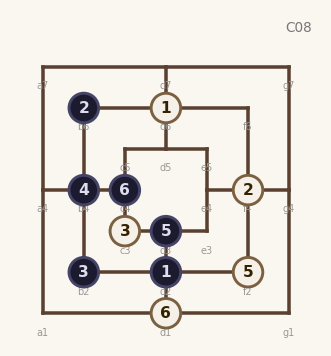 C08
a7 d7 g7
2 1
b6 d6 f6
c5 d5 e5
4 6 2
a4 b4 c4 e4 f4 g4
3 5
c3 d3 e3
3 1 5
b2 d2 f2
6
a1 d1 g1